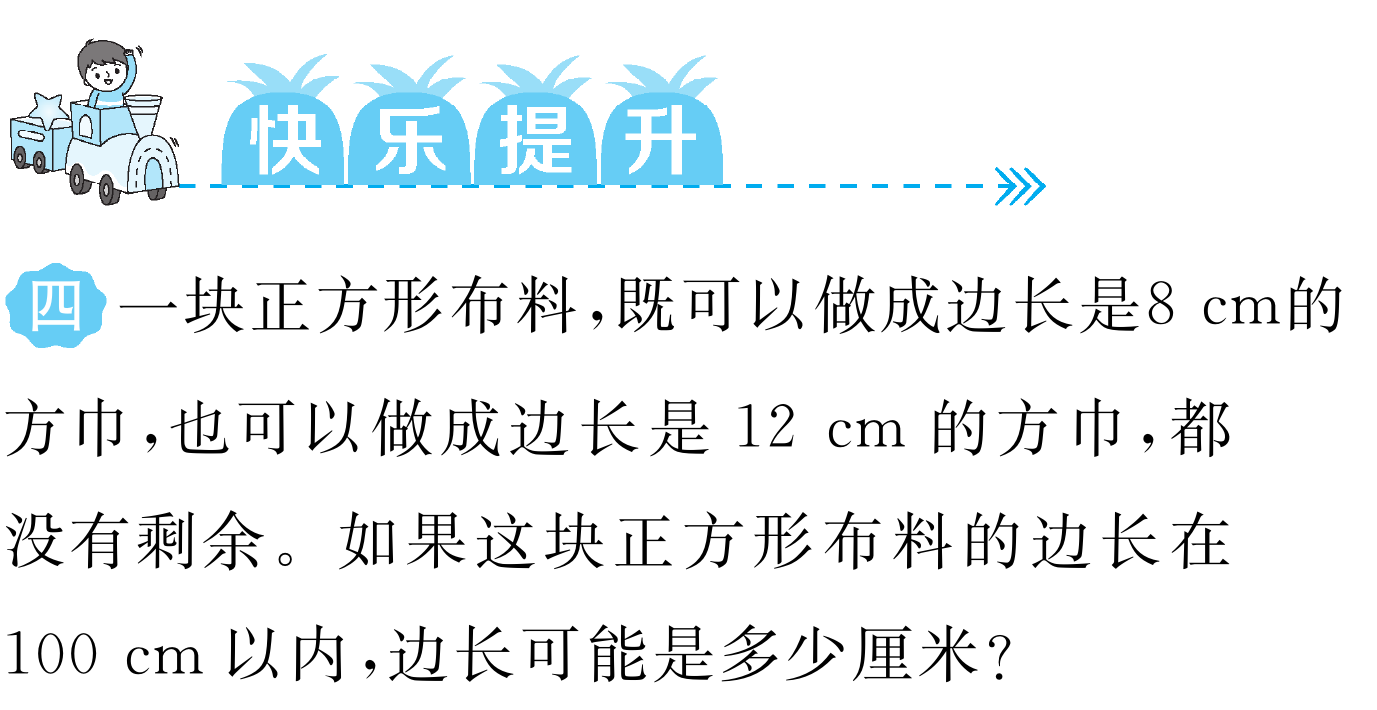 快乐提升
四 一块正方形布料,既可以做成边长是8 cm的
方巾,也可以做成边长是 12 cm 的方巾,都
没有剩余。如果这块正方形布料的边长在
100 cm 以内,边长可能是多少厘米?